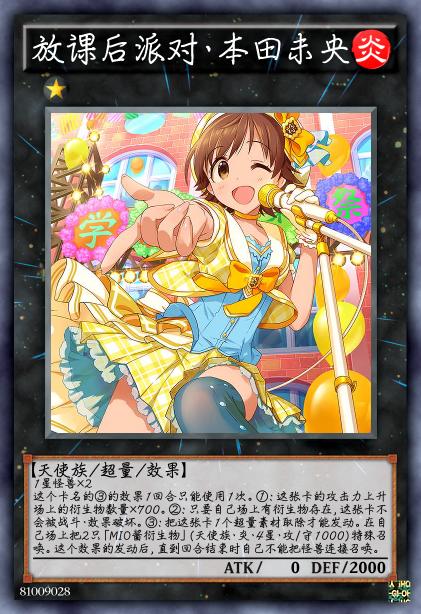 放课后派对·本田未央
炎
学
祭
【天使族/超量/效果】
1星怪兽×2
这个卡名的③的效果1回合只能使用1次。①:这张卡的攻击力上升
场上的衍生物数量×700。②:只要自己场上有衍生物存在,这张卡不
会被战斗·效果破坏。③:把这张卡1个超量素材取除才能发动。在自
己场上把2只「MIO酱衍生物」(天使族·炎·4星·攻/守1000)特殊召
唤。这个效果的发动后,直到回合结束时自己不能把怪兽连接召唤。
ATK/ 0 DEF/2000
81009028